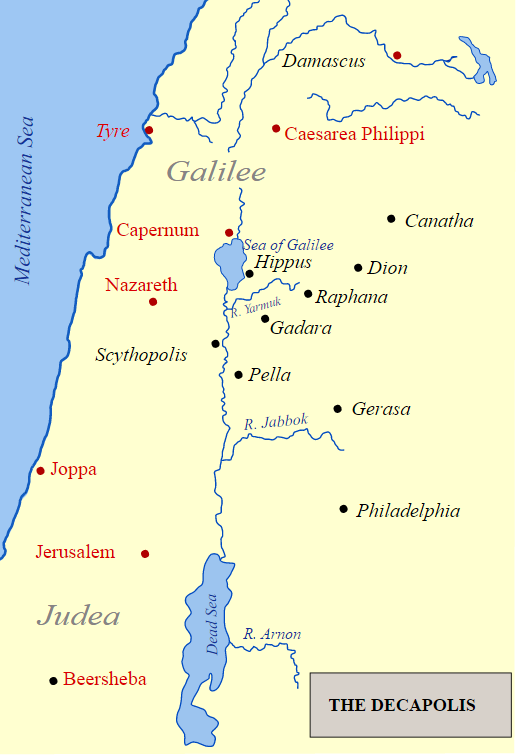 Damascus
Mediterranean Sea
Tyre
Caesarea Philippi
Galilee
Canatha
Capernum
Sea of Galilee
Hippus
Dion
Nazareth
Raphana
R. Yarmuk
Gadara
Scythopolis
Pella
Gerasa
R. Jabbok
Joppa
Philadelphia
Jerusalem
Dead Sea
Judea
R. Arnon
Beersheba
THE DECAPOLIS